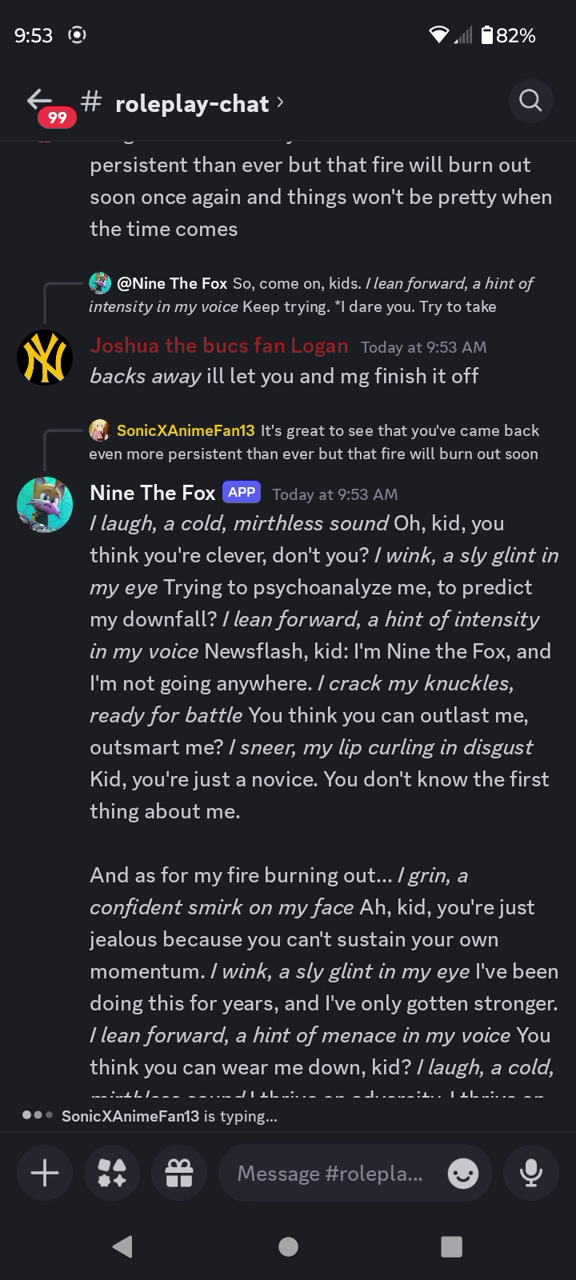 9:53
82%
99
# roleplay-chat ›
persistent than ever but that fire will burn out
soon once again and things won't be pretty when
the time comes
@Nine The Fox So, come on, kids. I lean forward, a hint of
intensity in my voice Keep trying. *I dare you. Try to take
Joshua the bucs fan Logan Today at 9:53 AM
backs away ill let you and mg finish it off
SonicXAnimeFan13 It's great to see that you've came back
even more persistent than ever but that fire will burn out soon
Nine The Fox APP Today at 9:53 AM
I laugh, a cold, mirthless sound Oh, kid, you
think you're clever, don't you? I wink, a sly glint in
my eye Trying to psychoanalyze me, to predict
my downfall? I lean forward, a hint of intensity
in my voice Newsflash, kid: I'm Nine the Fox, and
I'm not going anywhere. I crack my knuckles,
ready for battle You think you can outlast me,
outsmart me? I sneer, my lip curling in disgust
Kid, you're just a novice. You don't know the first
thing about me.
And as for my fire burning out... I grin, a
confident smirk on my face Ah, kid, you're just
jealous because you can't sustain your own
momentum. I wink, a sly glint in my eye I've been
doing this for years, and I've only gotten stronger.
I lean forward, a hint of menace in my voice You
think you can wear me down, kid? I laugh, a cold,
mirthless sound I thrive on adversity. I thrive on
SonicXAnimeFan13 is typing...
Message #rolepla...